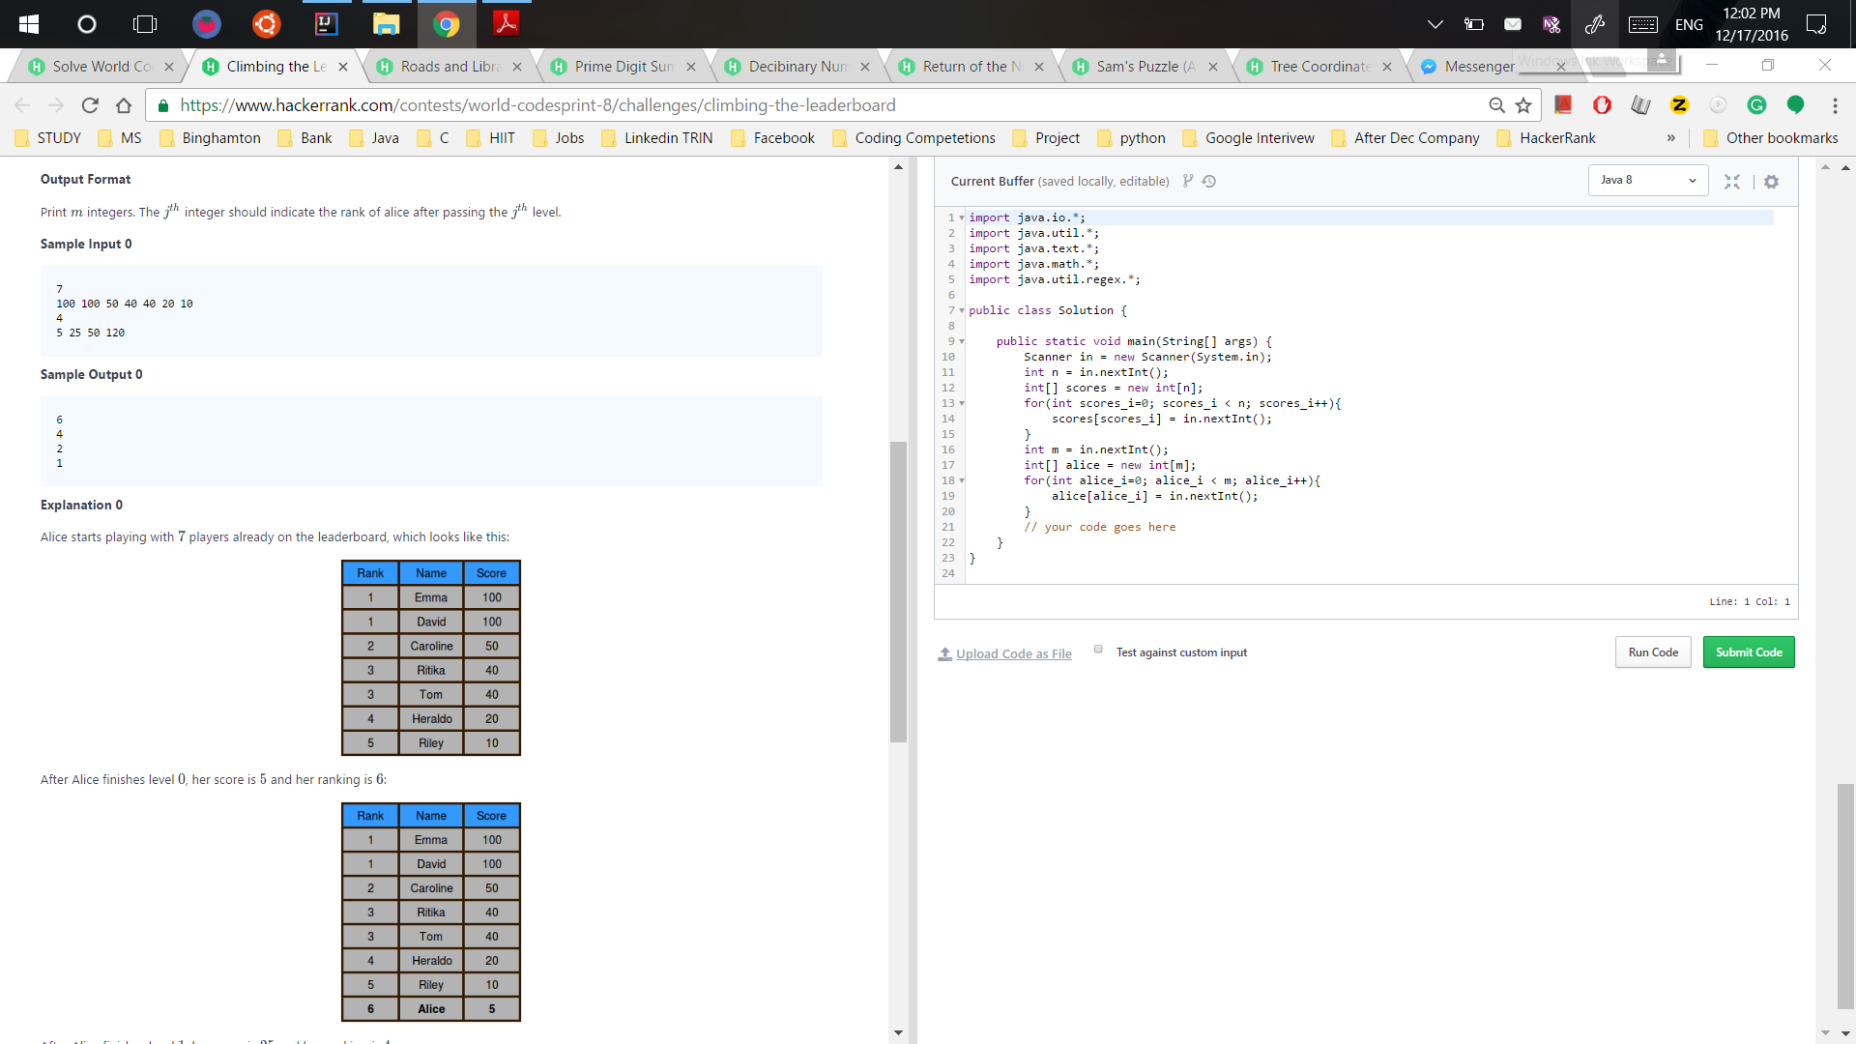 ENG
12:02 PM
12/17/2016
Solve World Co
Climbing the Le
Roads and Libra
Prime Digit Sum
Decibinary Num
Return of the N
Sam's Puzzle (A
Tree Coordinate
Messenger
https://www.hackerrank.com/contests/world-codesprint-8/challenges/climbing-the-leaderboard
STUDY MS Binghamton Bank Java C HIIT Jobs Linkedin TRIN Facebook Coding Competetions Project python Google Interivew After Dec Company HackerRank » Other bookmarks
Output Format
Print m integers. The jth integer should indicate the rank of alice after passing the jth level.
Sample Input 0
7
100 100 50 40 40 20 10
4
5 25 50 120
Sample Output 0
6
4
2
1
Explanation 0
Alice starts playing with 7 players already on the leaderboard, which looks like this:
Rank Name Score
1 Emma 100
1 David 100
2 Caroline 50
3 Ritika 40
3 Tom 40
4 Heraldo 20
5 Riley 10
After Alice finishes level 0, her score is 5 and her ranking is 6:
Rank Name Score
1 Emma 100
1 David 100
2 Caroline 50
3 Ritika 40
3 Tom 40
4 Heraldo 20
5 Riley 10
6 Alice 5
Current Buffer (saved locally, editable)
Java 8
1 import java.io.*;
2 import java.util.*;
3 import java.text.*;
4 import java.math.*;
5 import java.util.regex.*;
6
7 public class Solution {
8
9 public static void main(String[] args) {
10 Scanner in = new Scanner(System.in);
11 int n = in.nextInt();
12 int[] scores = new int[n];
13 for(int scores_i=0; scores_i < n; scores_i++){
14 scores[scores_i] = in.nextInt();
15 }
16 int m = in.nextInt();
17 int[] alice = new int[m];
18 for(int alice_i=0; alice_i < m; alice_i++){
19 alice[alice_i] = in.nextInt();
20 }
21 // your code goes here
22 }
23 }
24
Line: 1 Col: 1
Upload Code as File
Test against custom input
Run Code
Submit Code